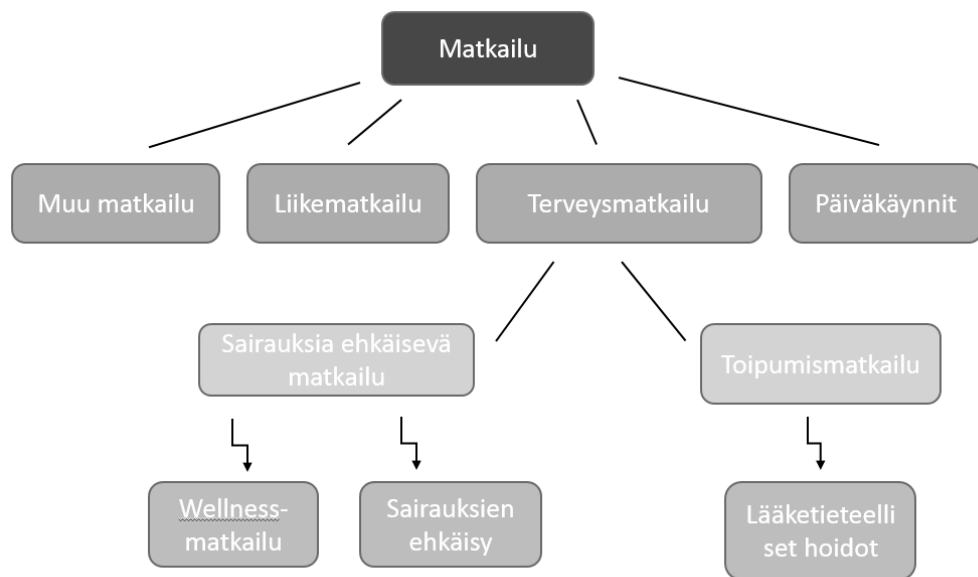 Matkailu
Muu matkailu
Liikematkailu
Terveysmatkailu
Päiväkäynnit
Sairauksia ehkäisevä
matkailu
Toipumismatkailu
Wellness-
matkailu
Sairauksien
ehkäisy
Lääketieteelli
set hoidot